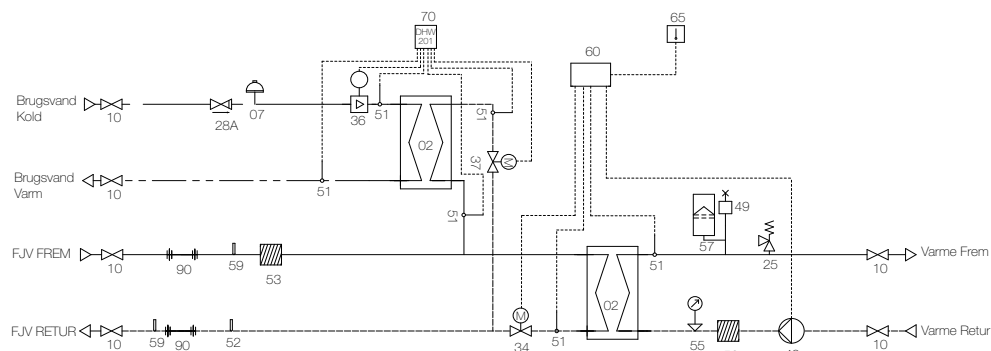 70
65
DHW
201
60
Brugsvand
Kold
10
28A
07
36
51
02
51
37
M
Brugsvand
Varm
10
51
51
49
57
FJV FREM
10
90
59
53
51
25
10
Varme Frem
02
M
FJV RETUR
10
59
90
52
34
51
55
10
Varme Retur